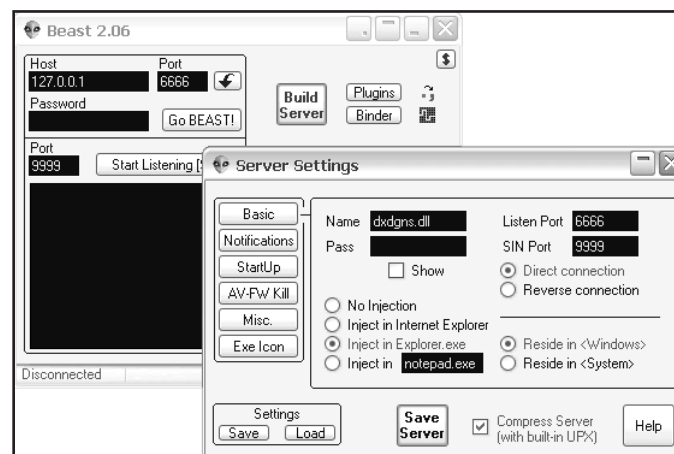 Beast 2.06
Host
Port
127.0.0.1
6666
$
Password
Build Server
Plugins
Go BEAST!
Binder
Port
9999
Start Listening [S
Disconnected
Server Settings
Basic
Notifications
StartUp
AV-FW Kill
Misc.
Exe Icon
Name
dxdgns.dll
Listen Port
6666
Pass
SIN Port
9999
Show
Direct connection
Reverse connection
No Injection
Inject in Internet Explorer
Inject in Explorer.exe
Inject in
notepad.exe
Reside in <Windows>
Reside in <System>
Settings
Save
Load
Save Server
Compress Server
(with built-in UPX)
Help